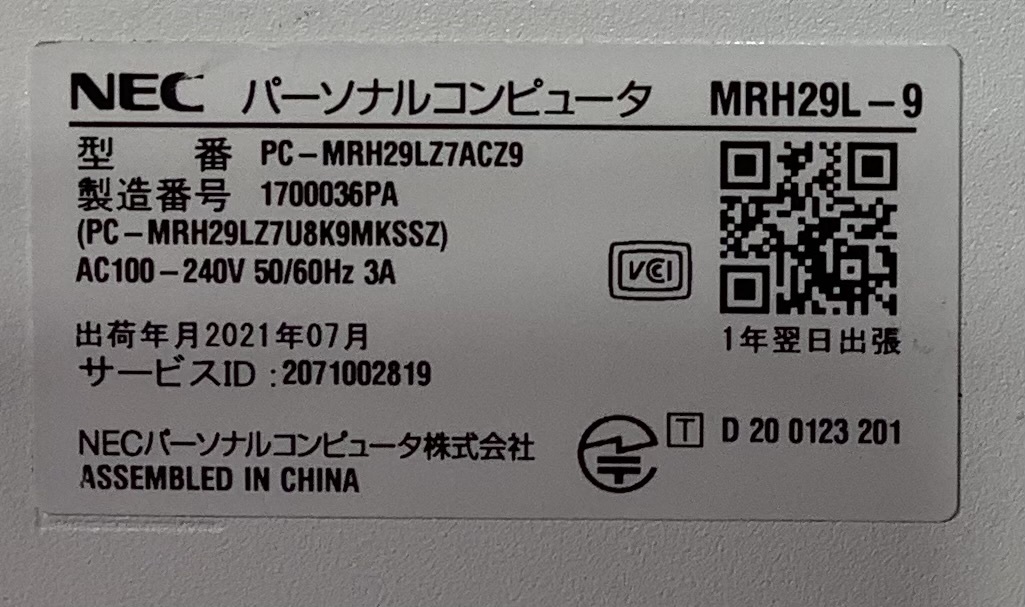 NEC パーソナルコンピュータ MRH29L-9
型番 PC-MRH29LZ7ACZ9
製造番号 1700036PA
(PC-MRH29LZ7U8K9MKSSZ)
AC100-240V 50/60Hz 3A
VCI
出荷年月2021年07月
1年翌日出張
サービスID:2071002819
NECパーソナルコンピュータ株式会社
T D 20 0123 201
ASSEMBLED IN CHINA